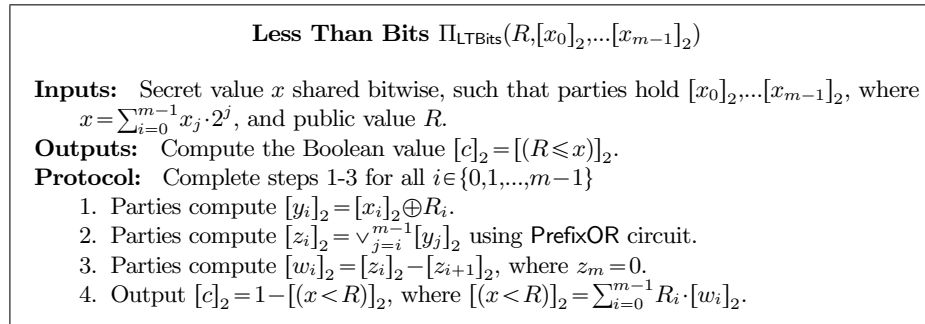 Less Than Bits Π_LTBits(R,[x_0]_2,...[x_{m−1}]_2)
Inputs: Secret value x shared bitwise, such that parties hold [x_0]_2,...[x_{m−1}]_2, where
x=∑_{i=0}^{m−1} x_j·2^j, and public value R.
Outputs: Compute the Boolean value [c]_2=[(R⩽x)]_2.
Protocol: Complete steps 1-3 for all i∈{0,1,...,m−1}
1. Parties compute [y_i]_2=[x_i]_2⊕R_i.
2. Parties compute [z_i]_2=∨_{j=i}^{m−1}[y_j]_2 using PrefixOR circuit.
3. Parties compute [w_i]_2=[z_i]_2−[z_{i+1}]_2, where z_m=0.
4. Output [c]_2=1−[(x<R)]_2, where [(x<R)]_2=∑_{i=0}^{m−1} R_i·[w_i]_2.